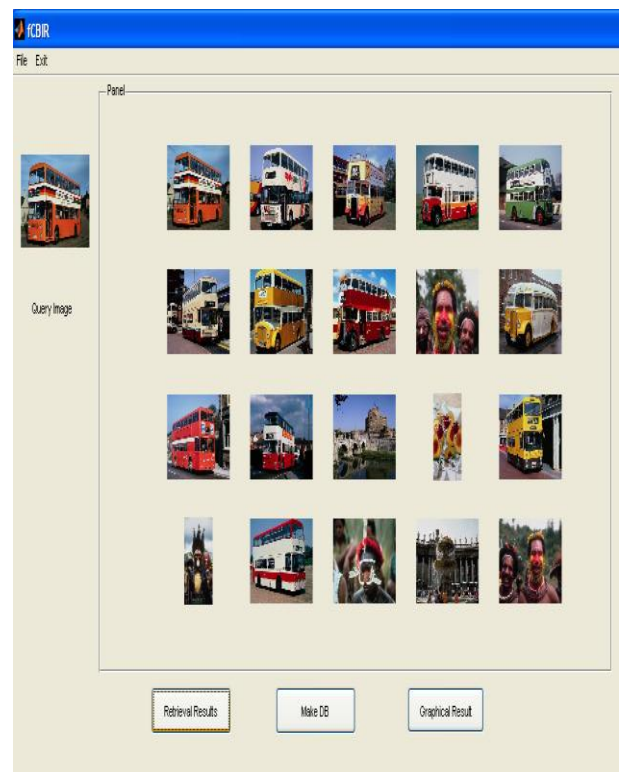 fCBIR
File Exit
Panel
Query Image
Retrieval Results
Make DB
Graphical Result